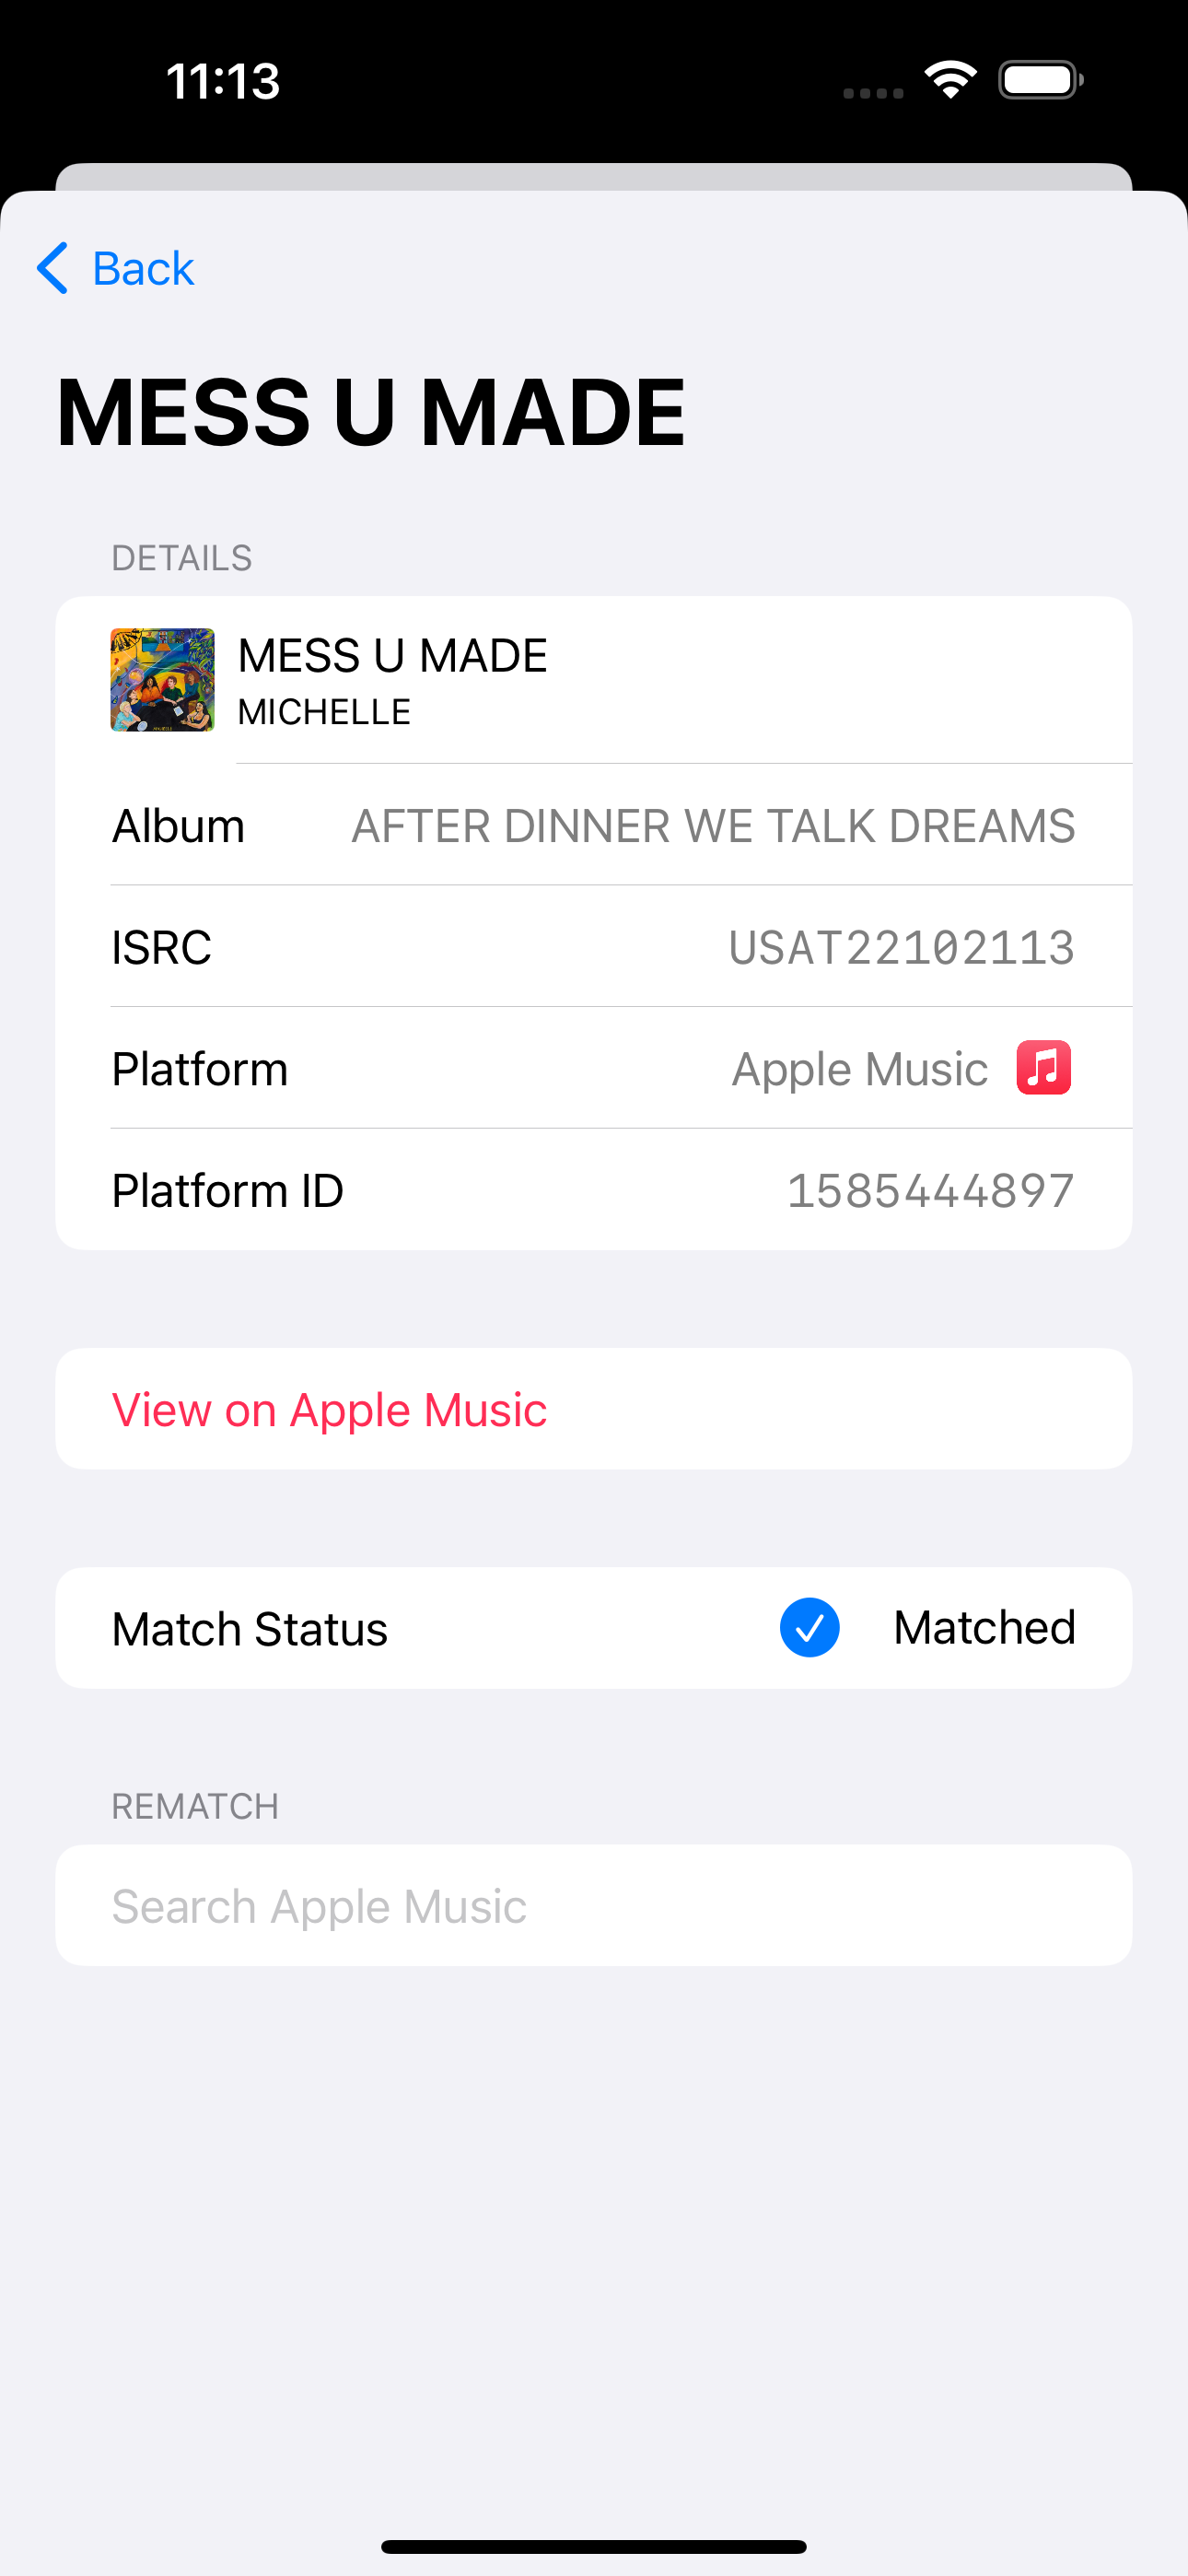 11:13
Back
MESS U MADE
DETAILS
MESS U MADE
MICHELLE
Album AFTER DINNER WE TALK DREAMS
ISRC USAT22102113
Platform Apple Music
Platform ID 1585444897
View on Apple Music
Match Status Matched
REMATCH
Search Apple Music